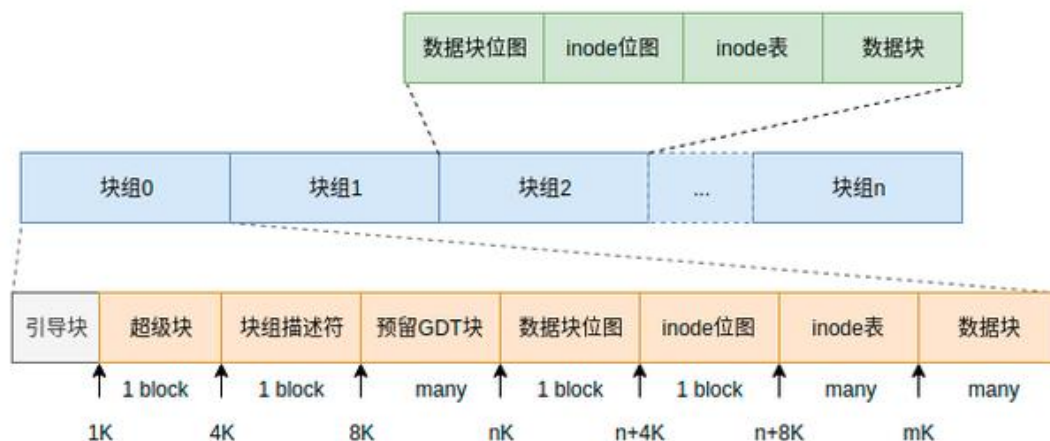 数据块位图 inode位图 inode表 数据块
块组0 块组1 块组2 ... 块组n
引导块 超级块 块组描述符 预留GDT块 数据块位图 inode位图 inode表 数据块
1 block 1 block many 1 block 1 block many many
1K 4K 8K nK n+4K n+8K mK